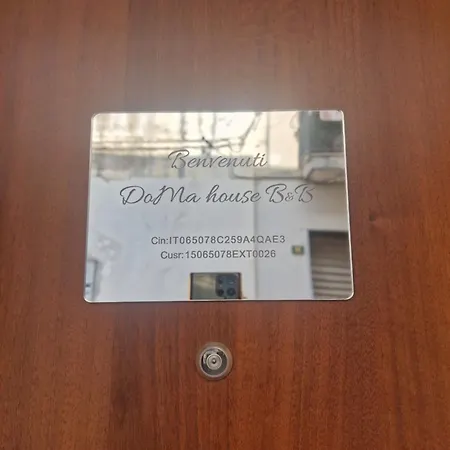 Benvenuti
DoMa house B&B
Cin:IT065078C259A4QAE3
Cusr:15065078EXT0026